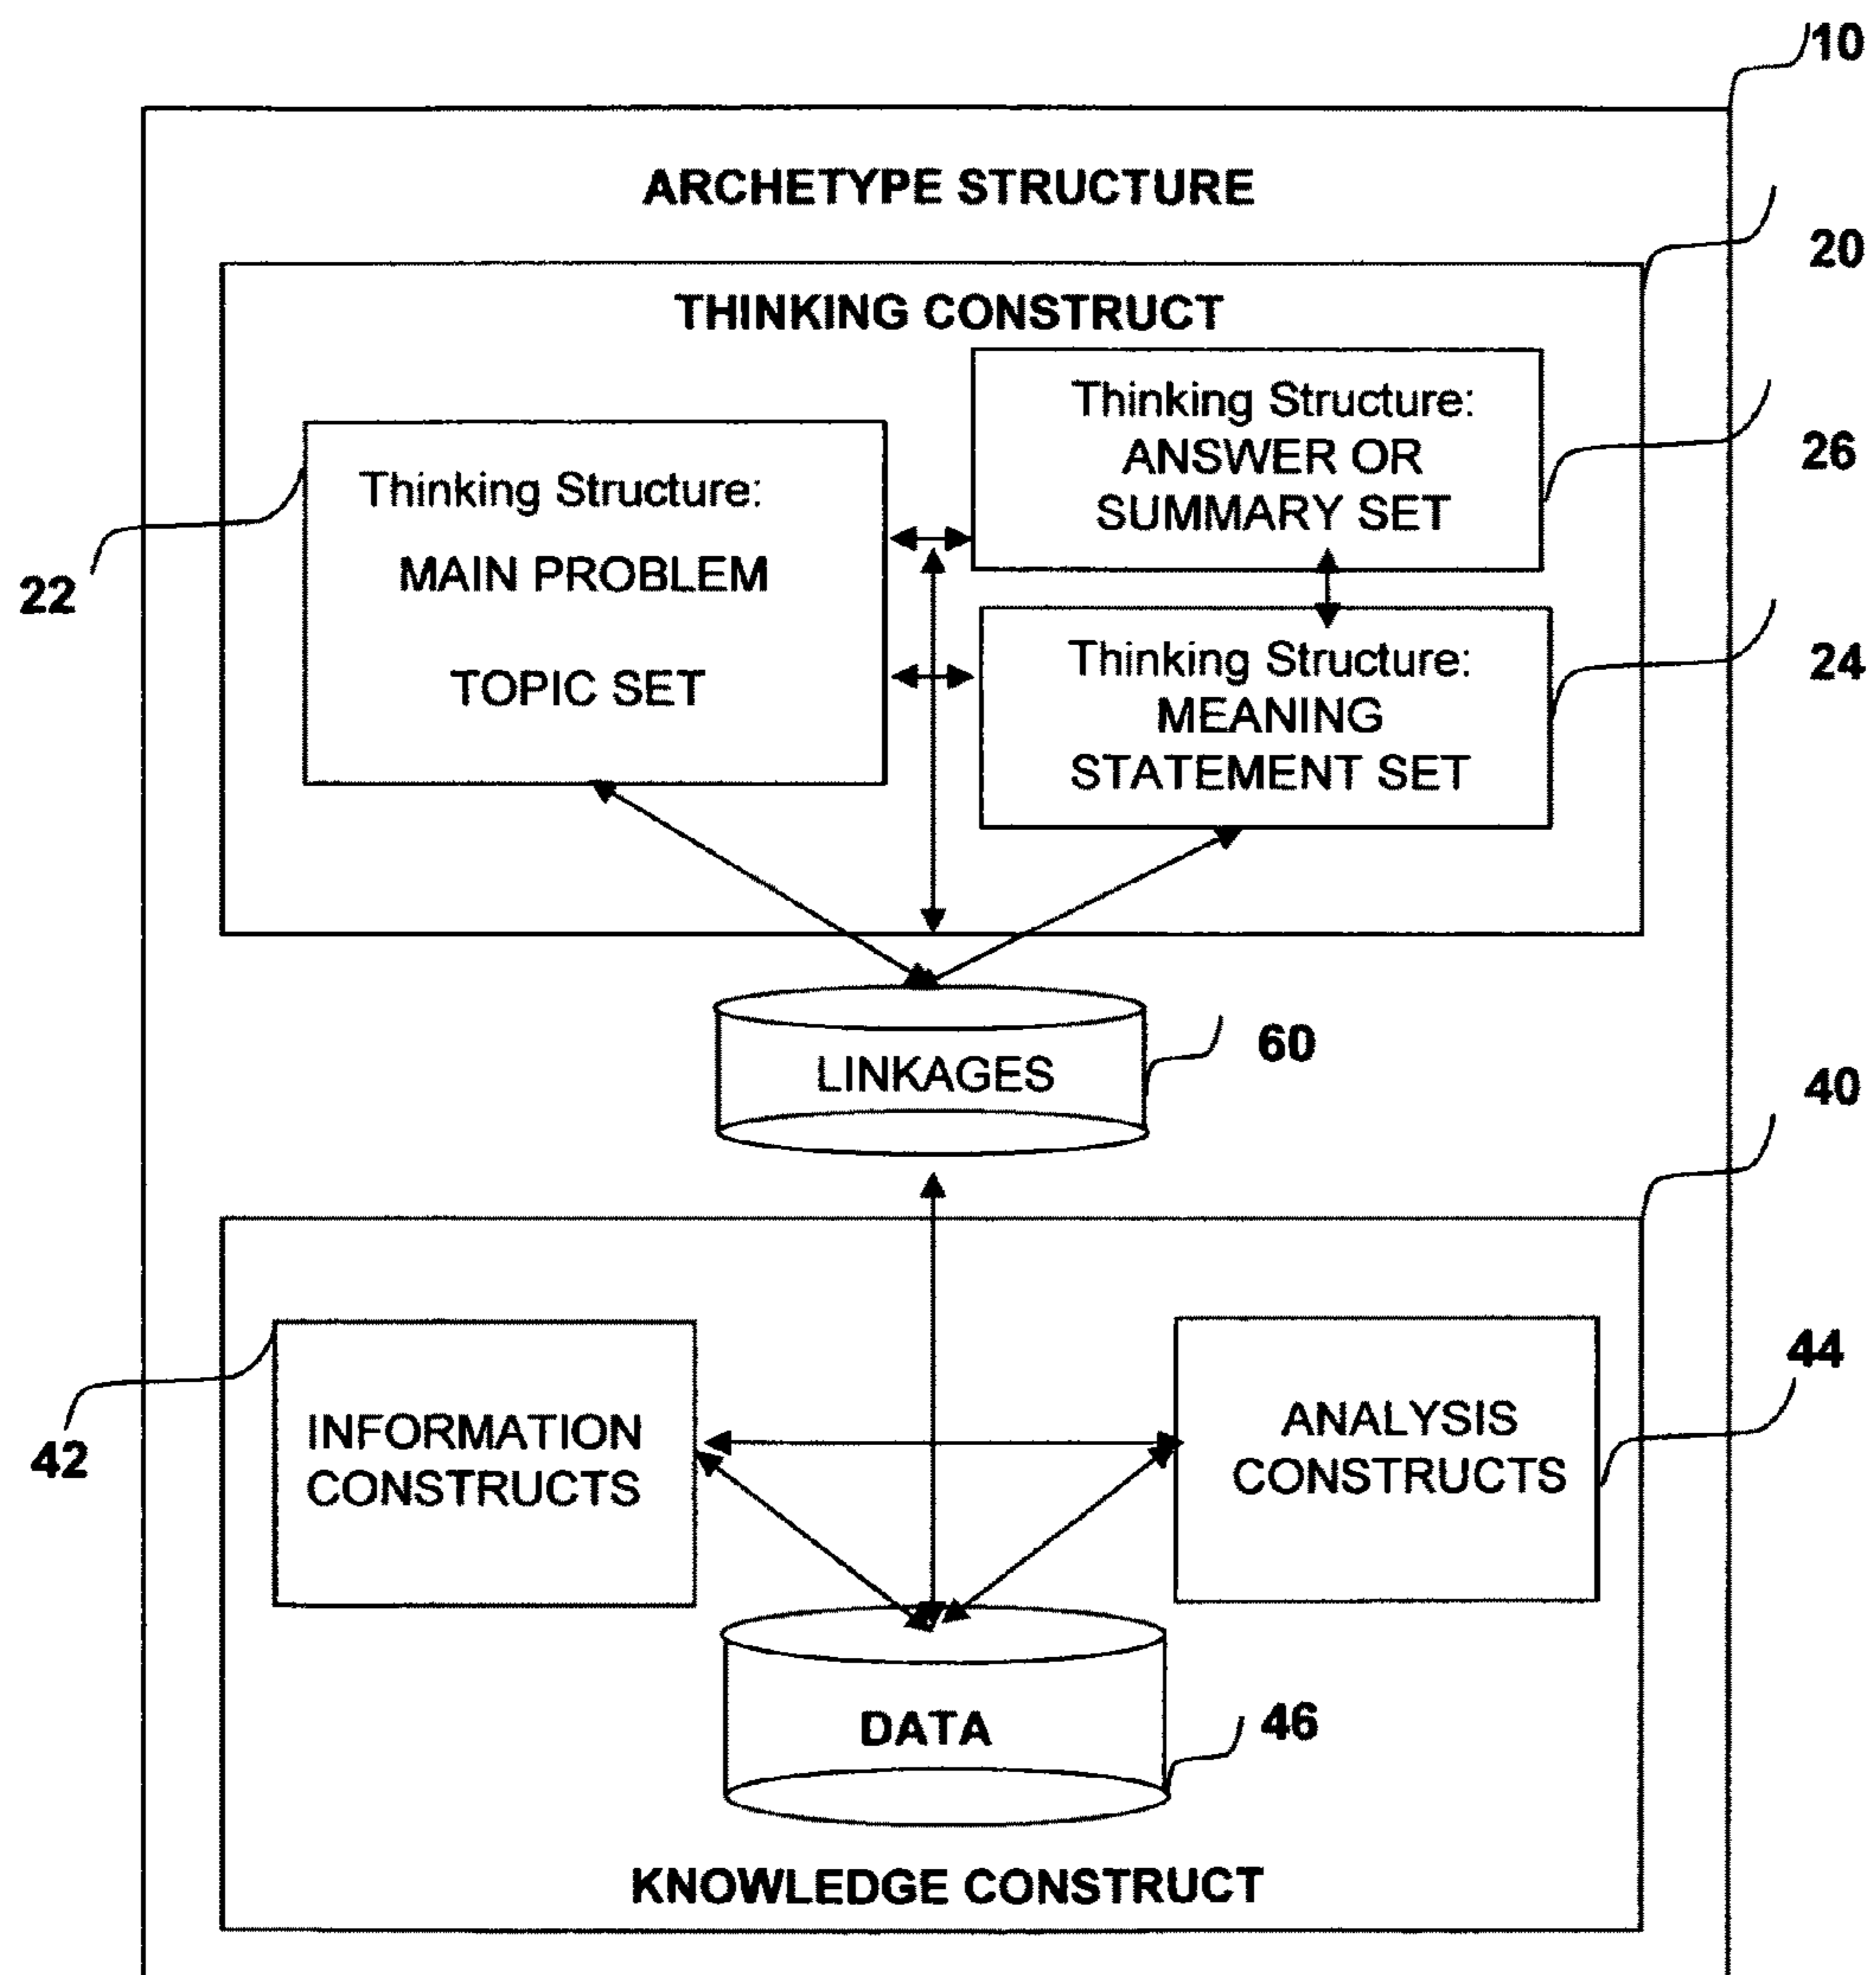 10
ARCHETYPE STRUCTURE
20
THINKING CONSTRUCT
Thinking Structure:
ANSWER OR
SUMMARY SET
26
Thinking Structure:
MAIN PROBLEM
TOPIC SET
22
Thinking Structure:
MEANING
STATEMENT SET
24
LINKAGES
60
40
INFORMATION
CONSTRUCTS
42
ANALYSIS
CONSTRUCTS
44
DATA
46
KNOWLEDGE CONSTRUCT